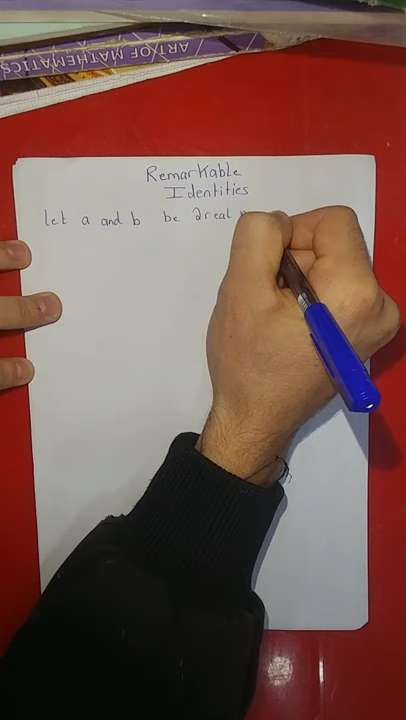 ART OF MATHEMATICS
Remarkable
Identities
let a and b be 2 real n